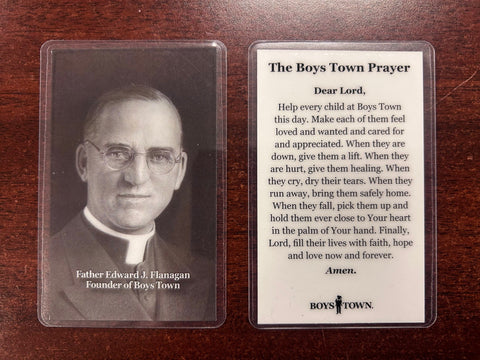 Father Edward J. Flanagan
Founder of Boys Town
The Boys Town Prayer
Dear Lord,
Help every child at Boys Town
this day. Make each of them feel
loved and wanted and cared for
and appreciated. When they are
down, give them a lift. When they
are hurt, give them healing. When
they cry, dry their tears. When they
run away, bring them safely home.
When they fall, pick them up and
hold them ever close to Your heart
in the palm of Your hand. Finally,
Lord, fill their lives with faith, hope
and love now and forever.
Amen.
BOYS TOWN.